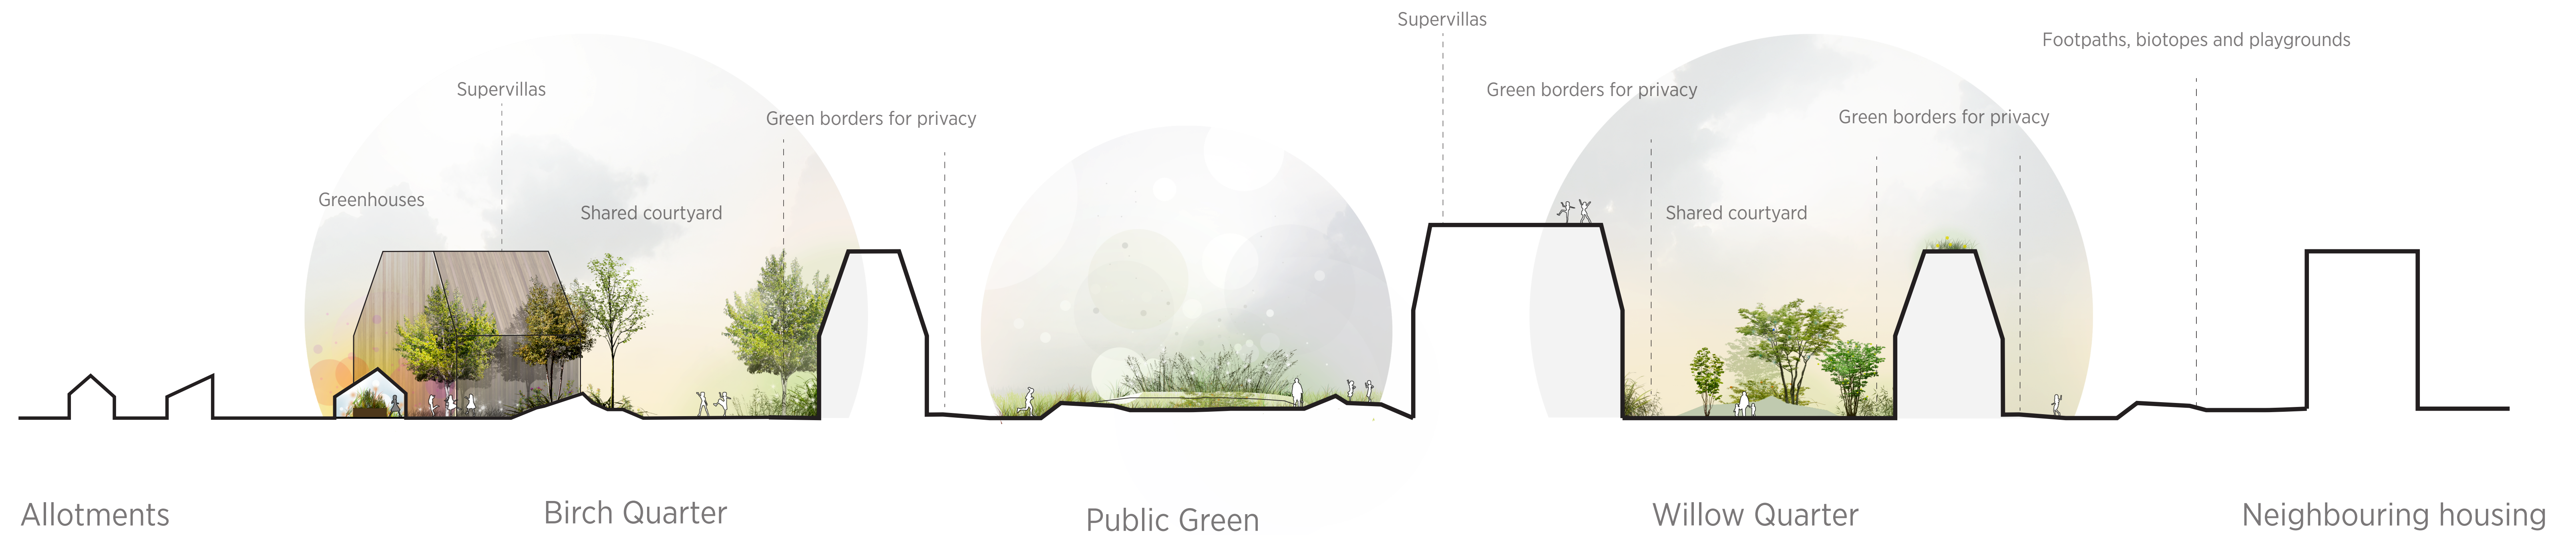 Supervillas
Footpaths, biotopes and playgrounds
Supervillas
Green borders for privacy
Green borders for privacy
Green borders for privacy
Greenhouses
Shared courtyard
Shared courtyard
Allotments
Birch Quarter
Public Green
Willow Quarter
Neighbouring housing